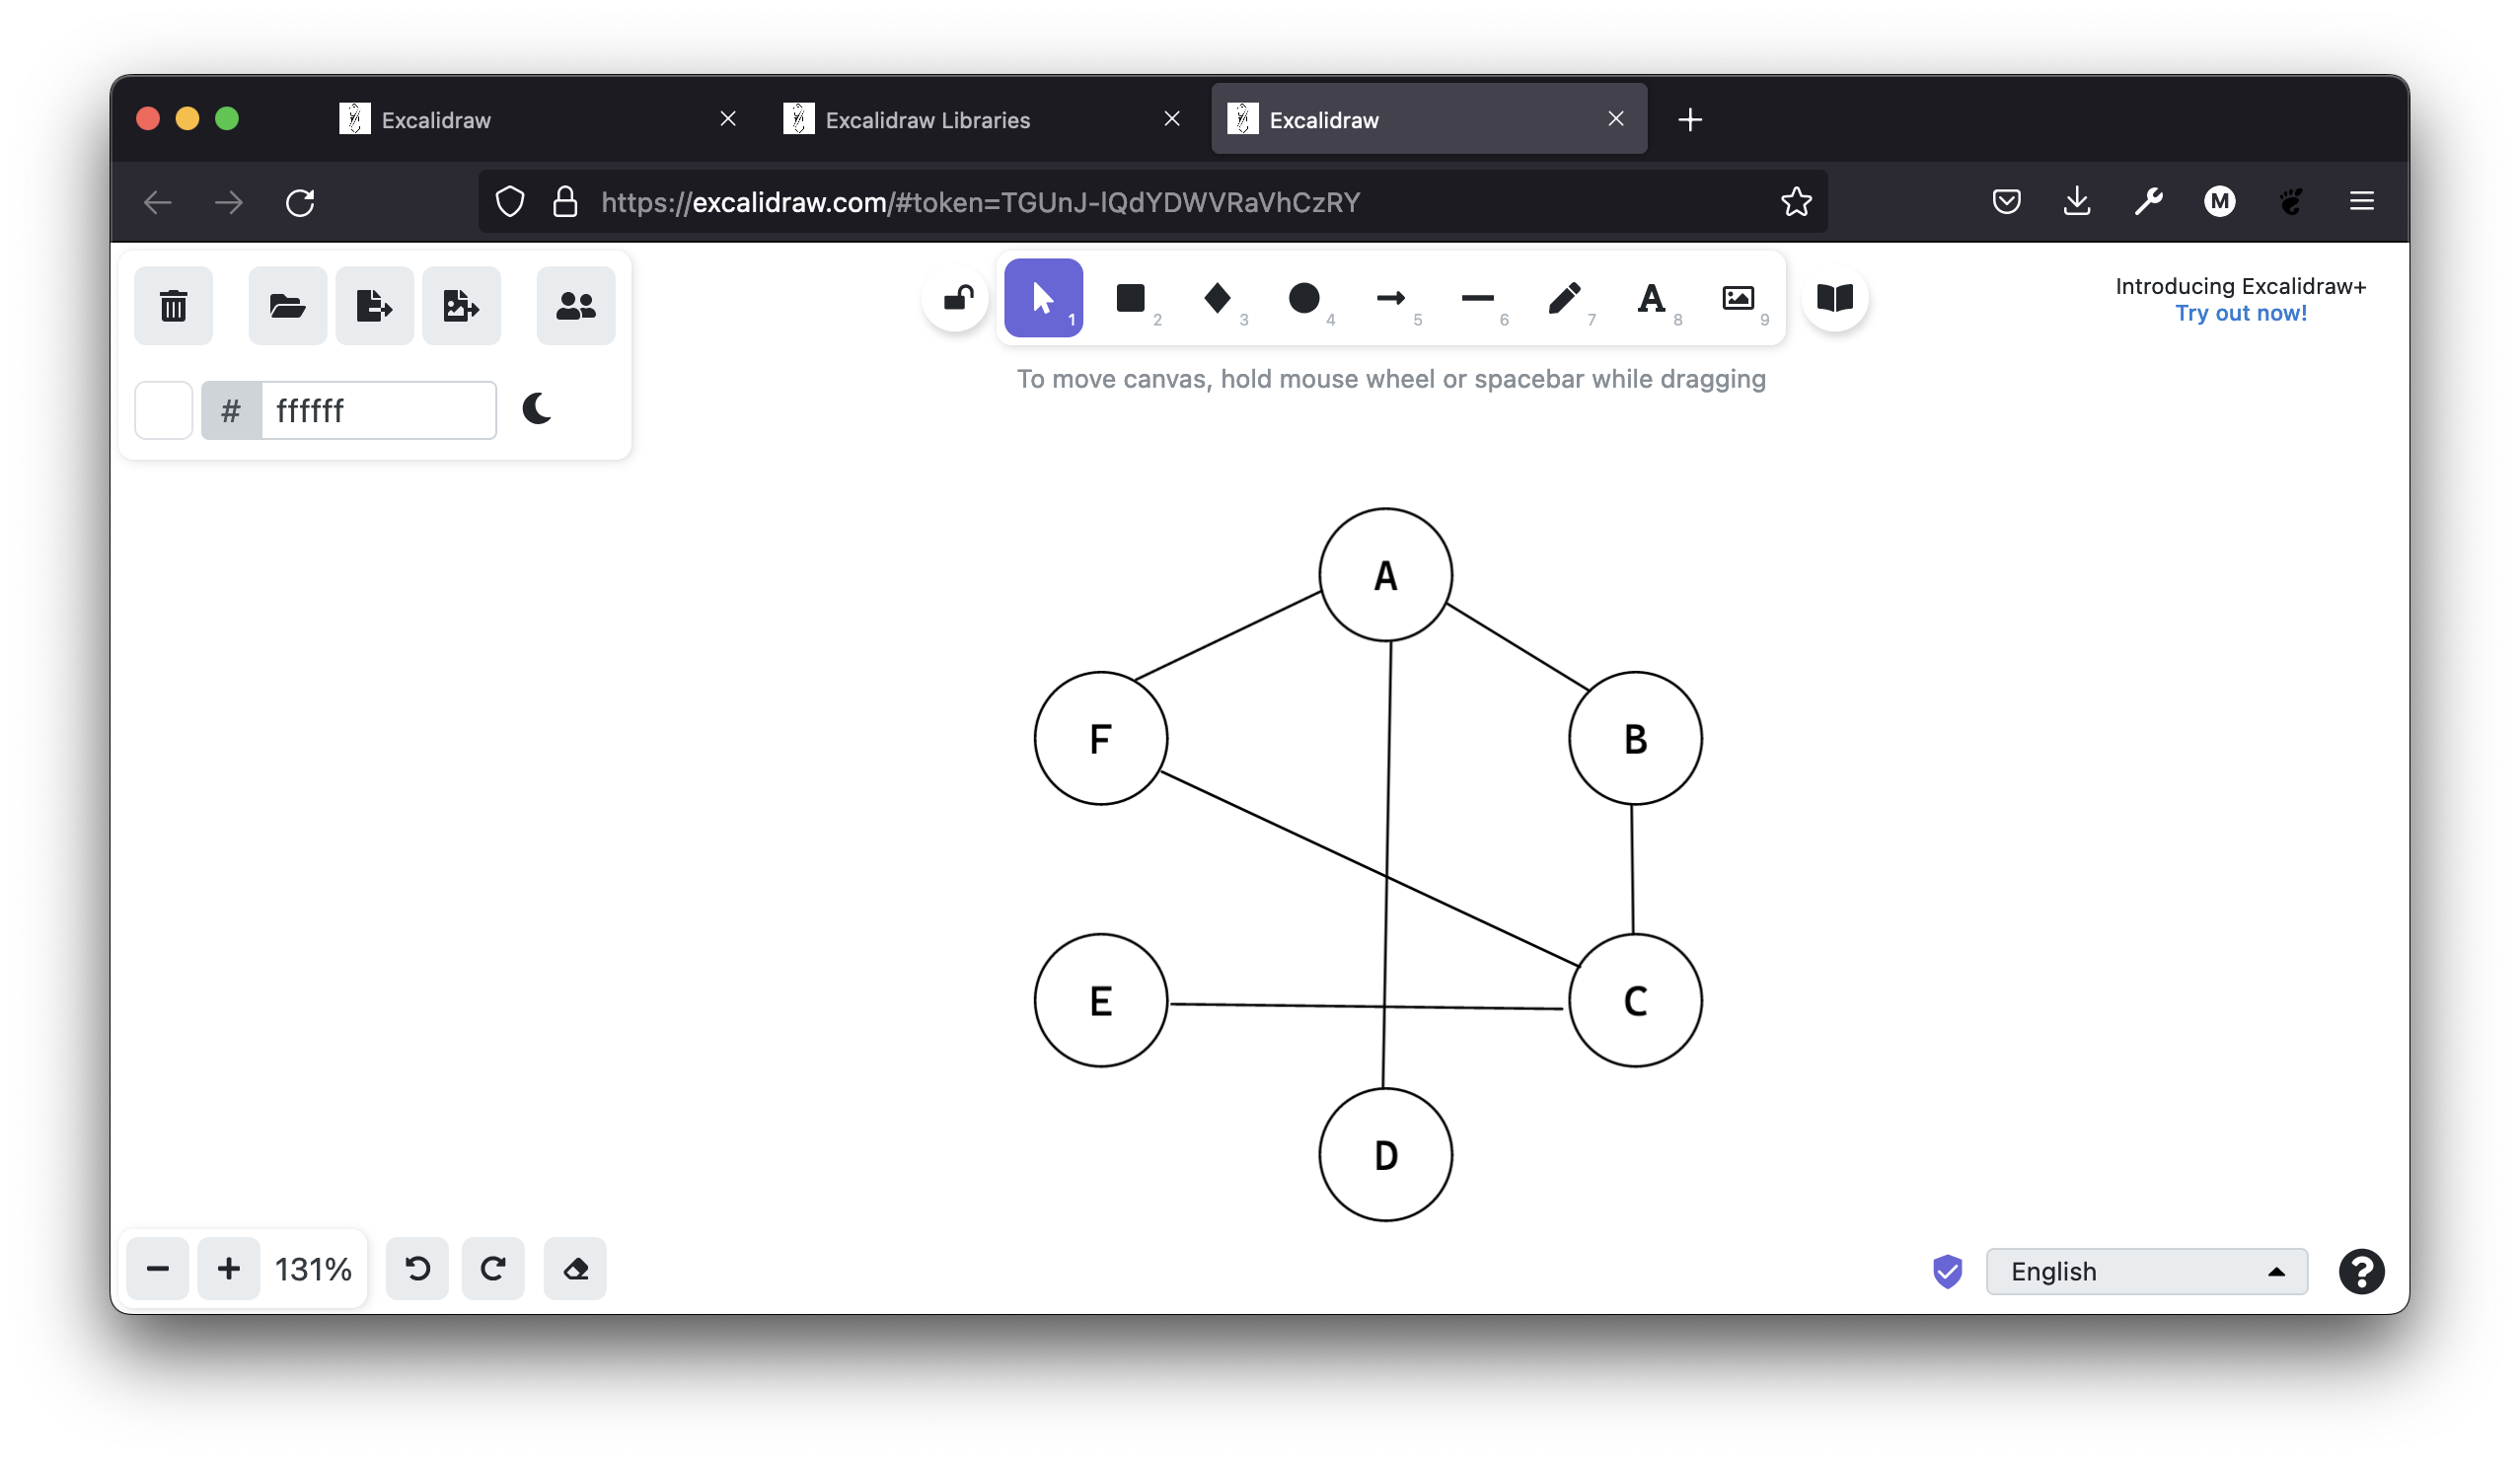 Excalidraw
Excalidraw Libraries
Excalidraw
https://excalidraw.com/#token=TGUnJ-lQdYDWVRaVhCzRY
M
1
2
3
4
5
6
7
A 8
9
Introducing Excalidraw+
Try out now!
To move canvas, hold mouse wheel or spacebar while dragging
# ffffff
A
F
B
E
C
D
131%
English
?